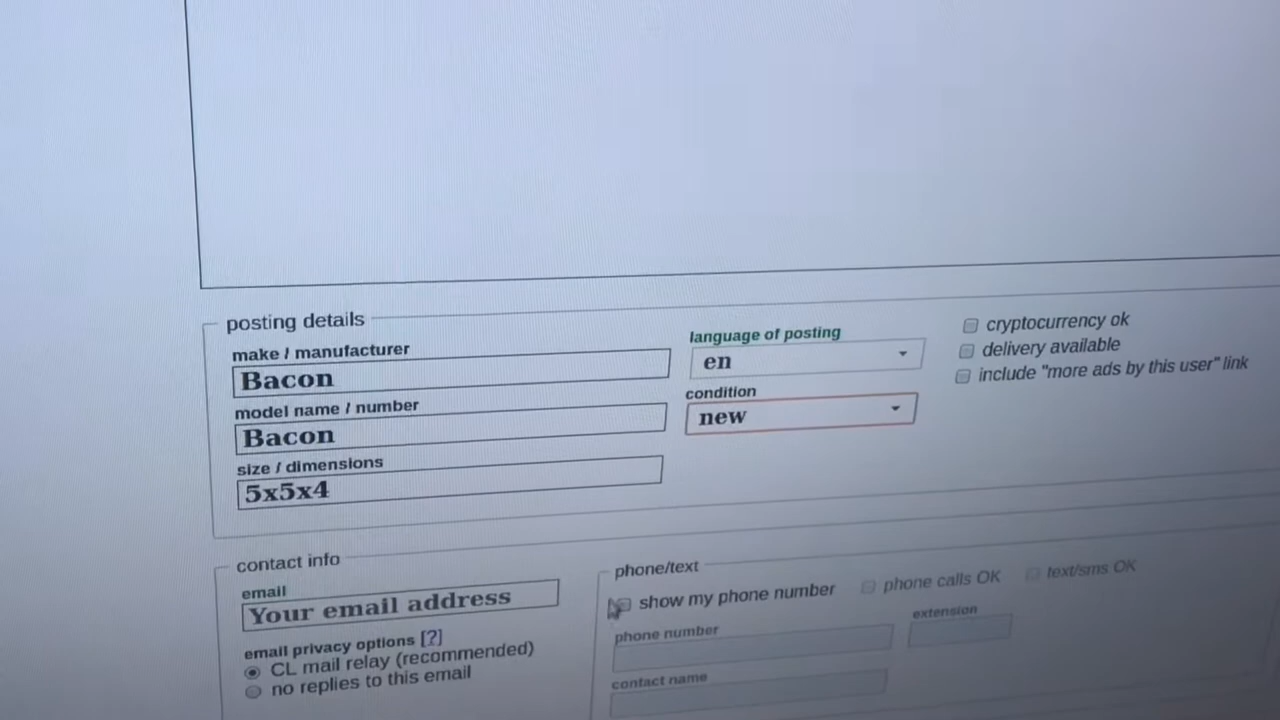 posting details
make / manufacturer
Bacon
model name / number
Bacon
size / dimensions
5x5x4
language of posting
en
condition
new
cryptocurrency ok
delivery available
include "more ads by this user" link
contact info
email
Your email address
email privacy options [?]
CL mail relay (recommended)
no replies to this email
phone/text
show my phone number
phone calls OK
text/sms OK
phone number
extension
contact name